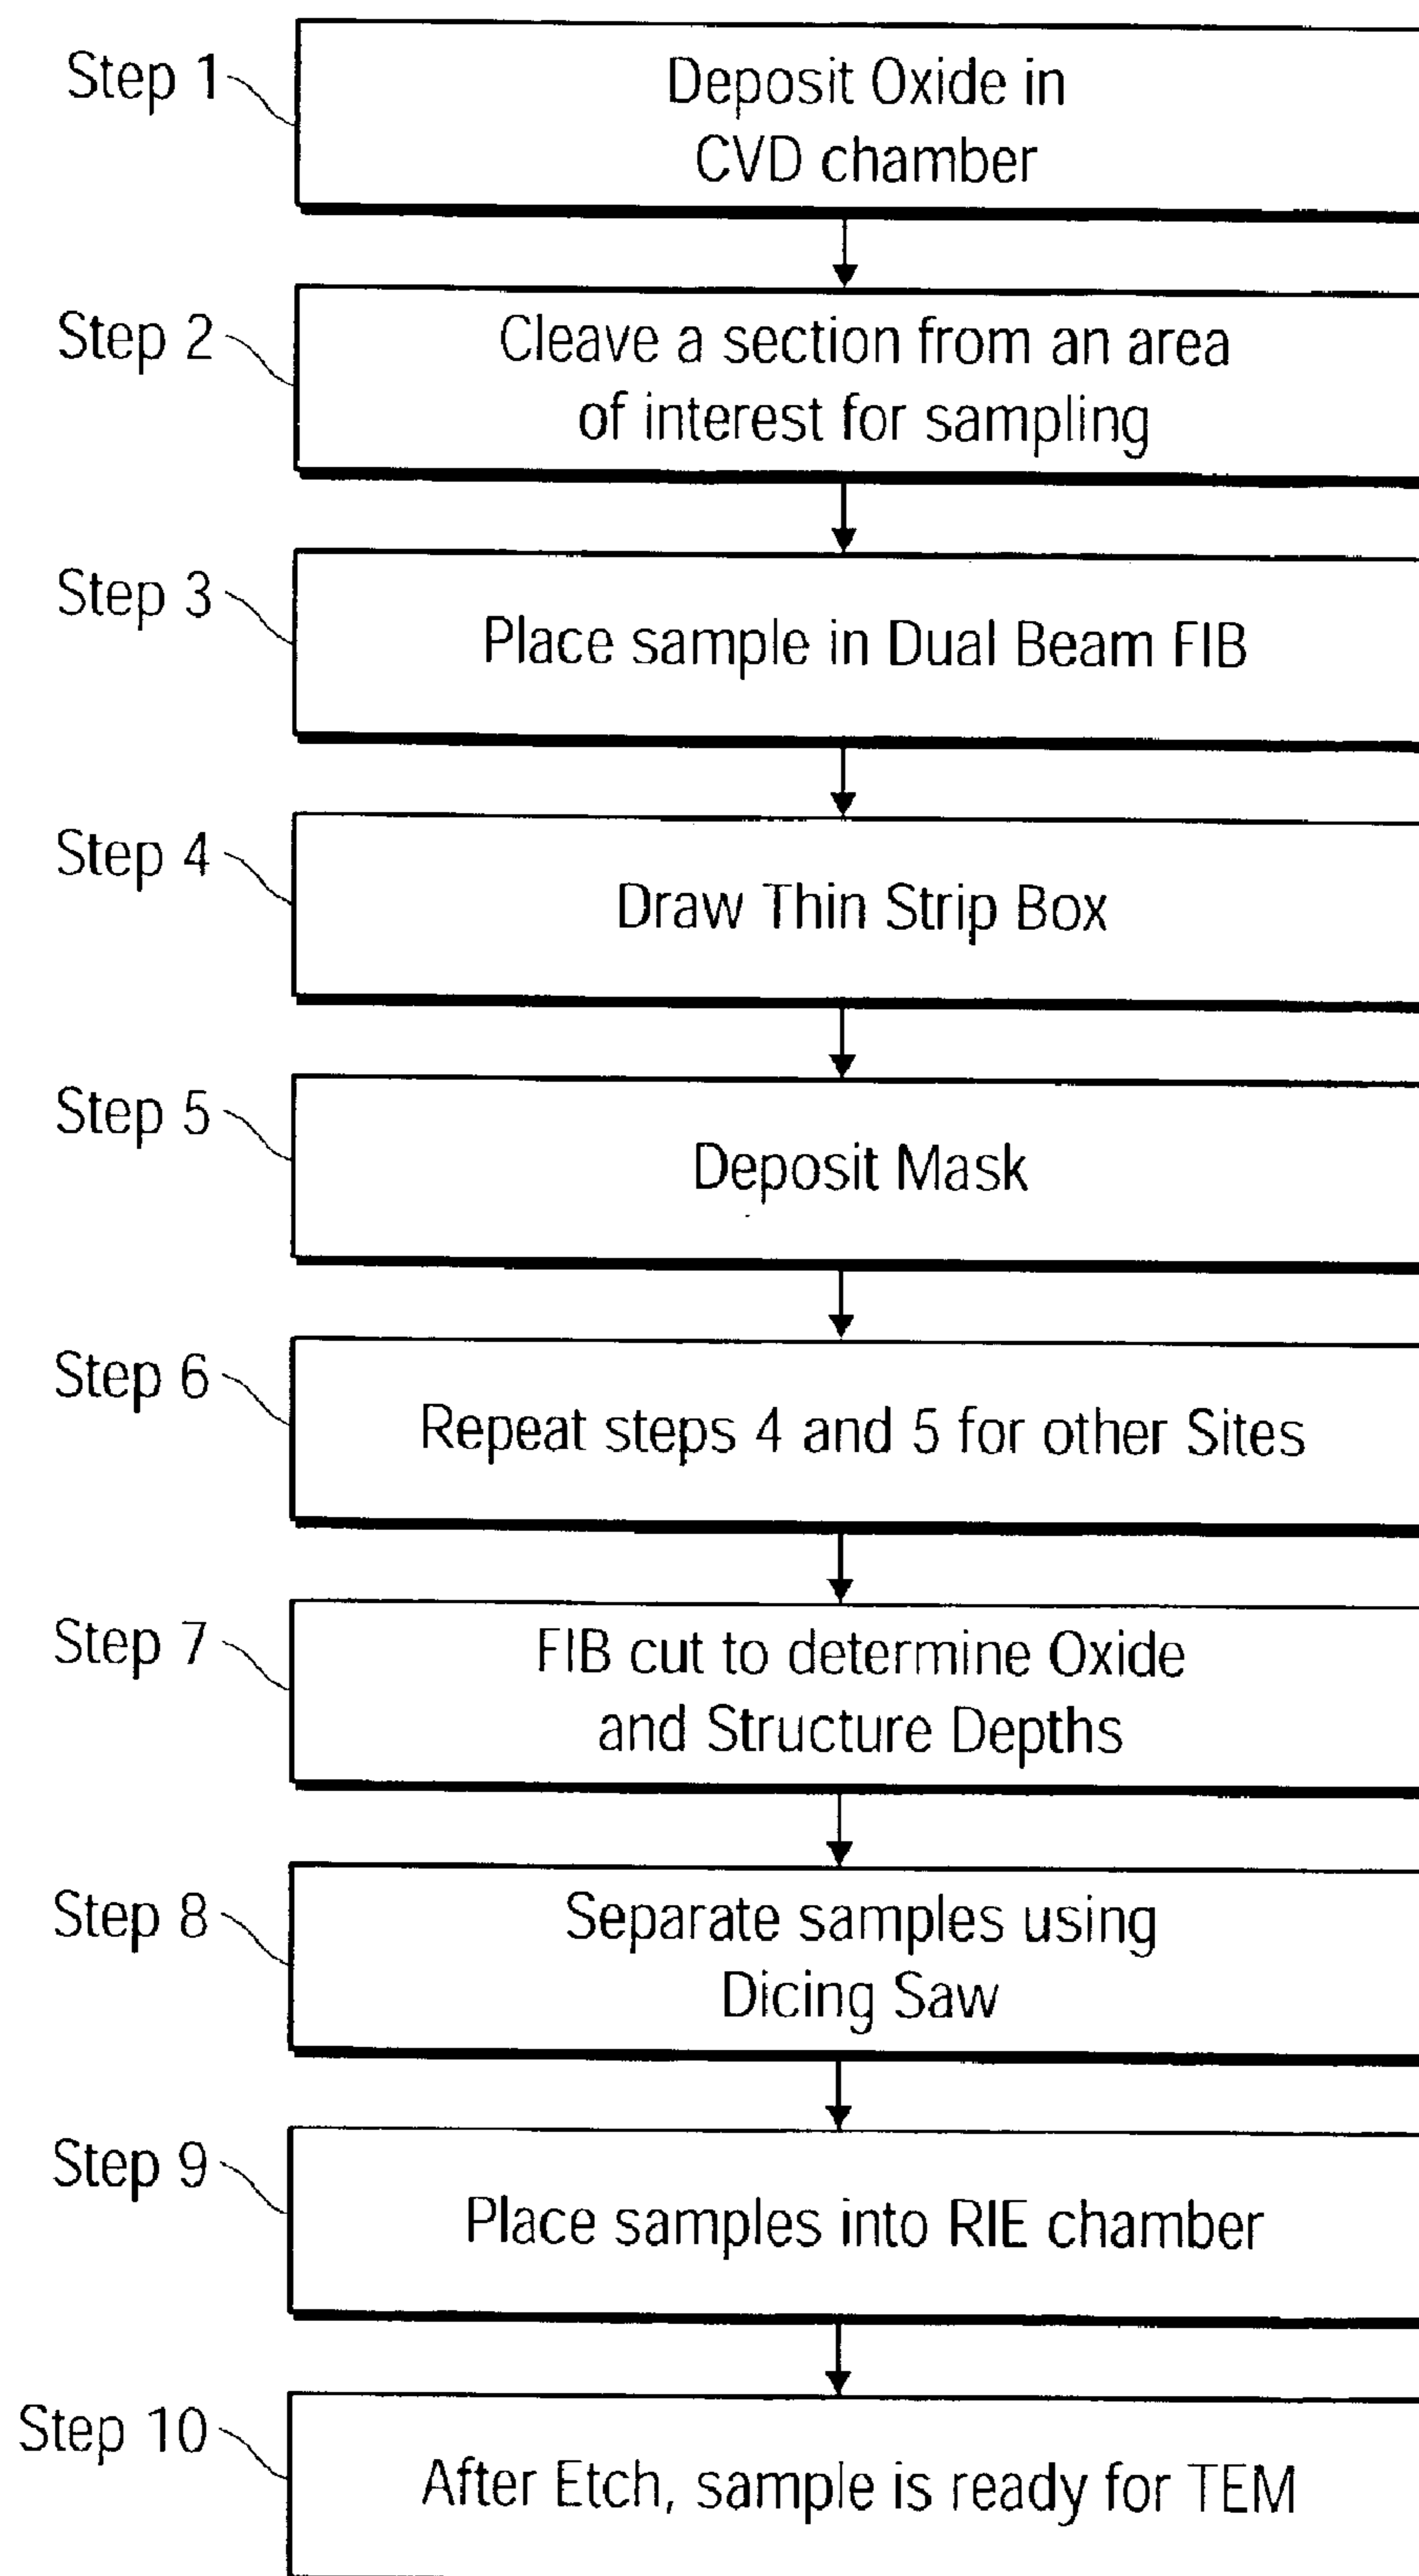 Step 1
Deposit Oxide in
CVD chamber
Step 2
Cleave a section from an area
of interest for sampling
Step 3
Place sample in Dual Beam FIB
Step 4
Draw Thin Strip Box
Step 5
Deposit Mask
Step 6
Repeat steps 4 and 5 for other Sites
Step 7
FIB cut to determine Oxide
and Structure Depths
Step 8
Separate samples using
Dicing Saw
Step 9
Place samples into RIE chamber
Step 10
After Etch, sample is ready for TEM